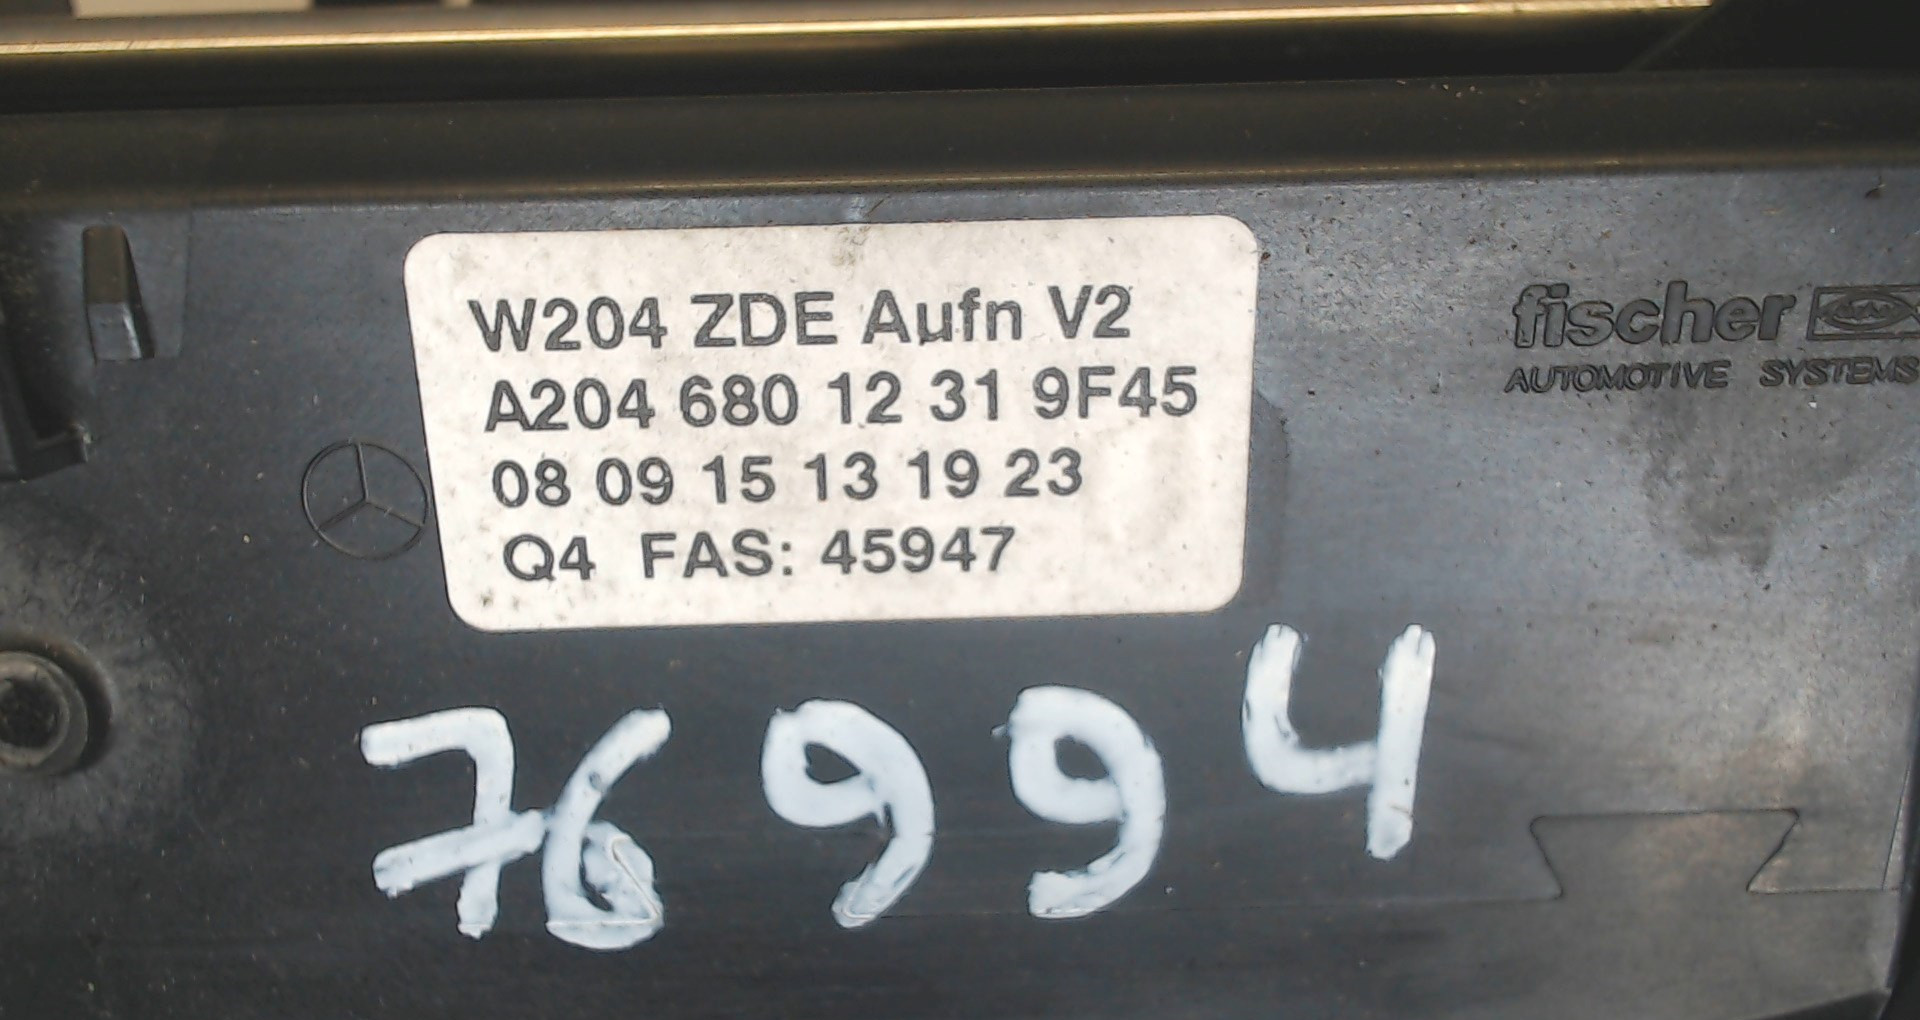 W204 ZDE Aufn V2
A204 680 12 31 9F45
08 09 15 13 19 23
Q4 FAS: 45947
fischer
AUTOMOTIVE SYSTEMS
76994